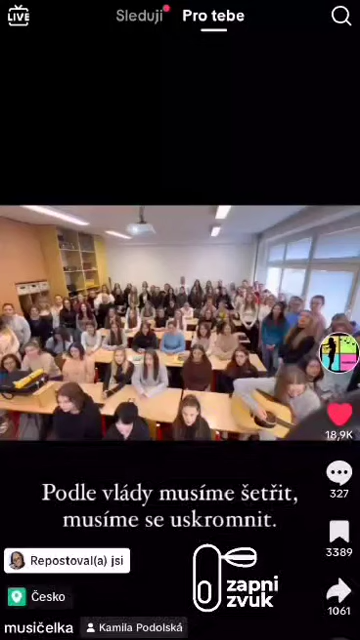 LIVE
Sleduji
Pro tebe
18,9K
Podle vlády musíme šetřit,
musíme se uskromnit.
327
Repostoval(a) jsi
zapni
zvuk
3389
Česko
1061
musičelka
Kamila Podolská